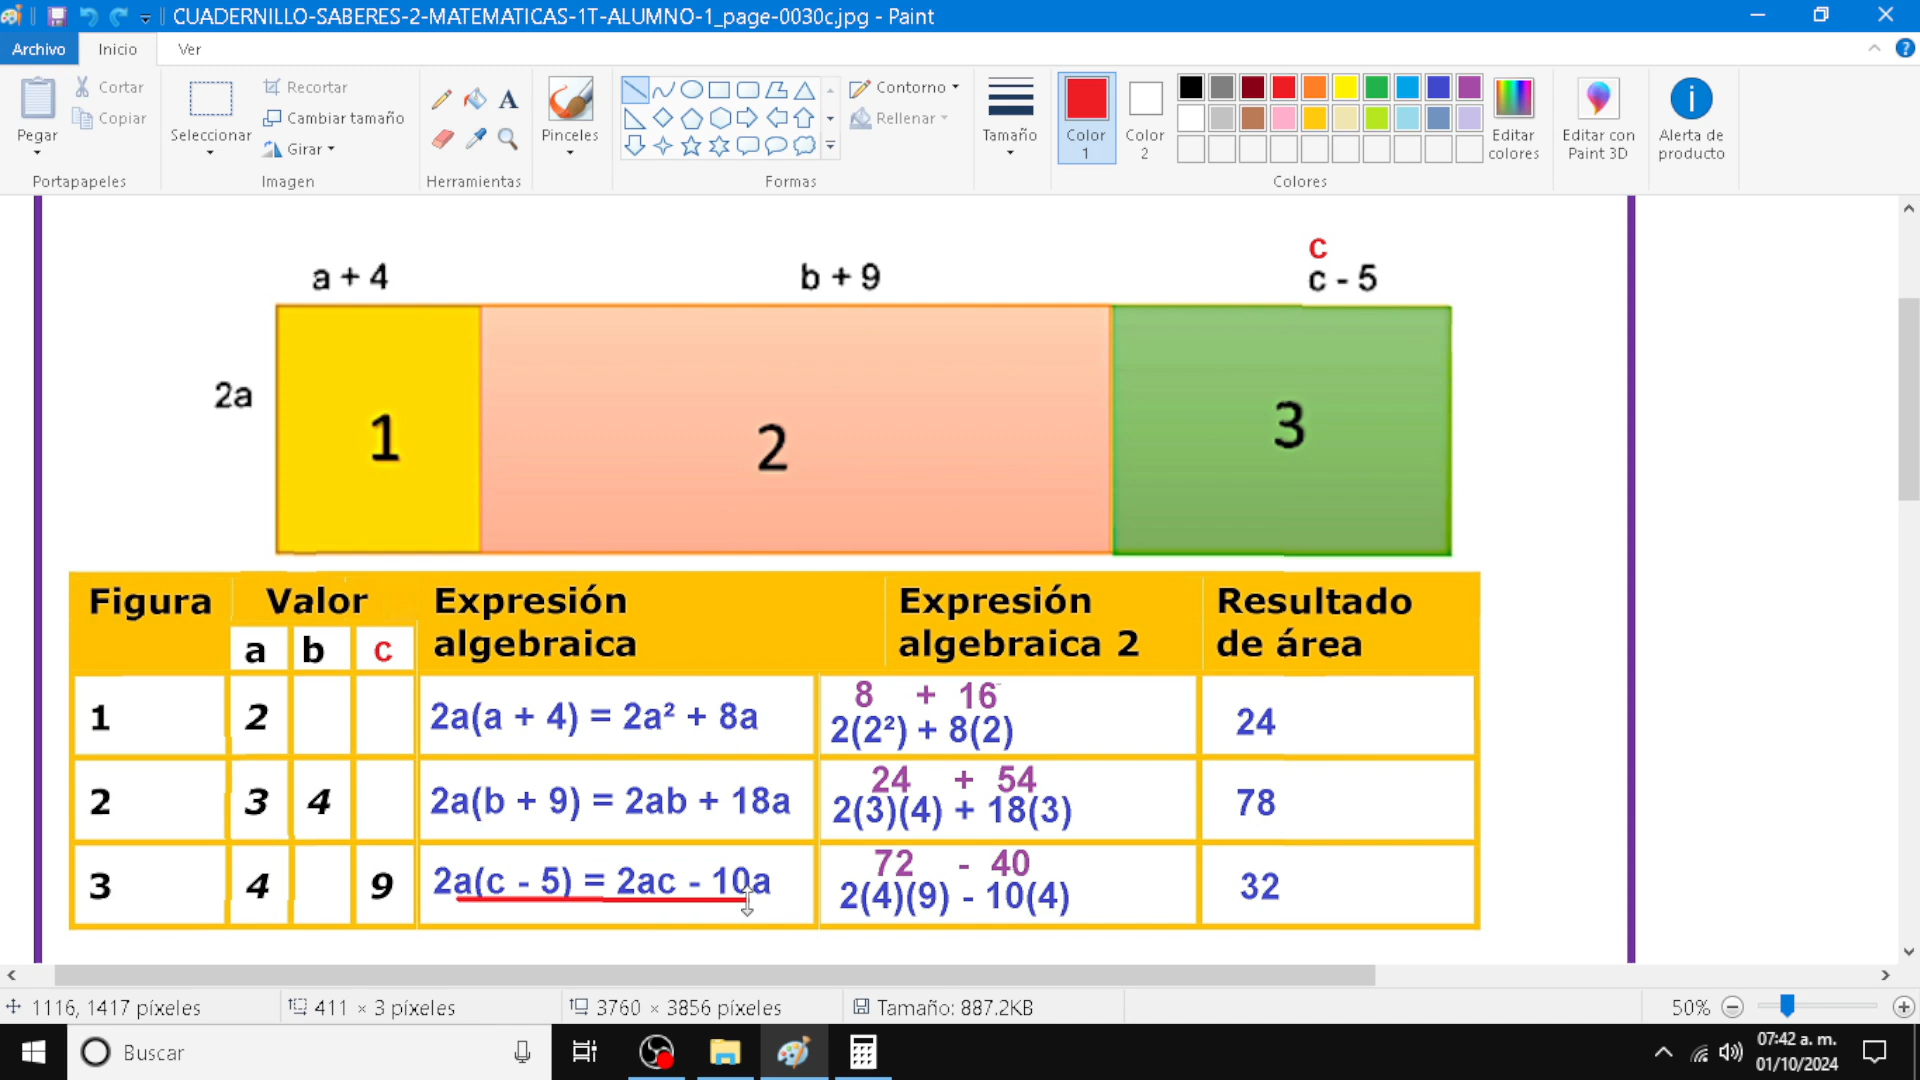 CUADERNILLO-SABERES-2-MATEMATICAS-1T-ALUMNO-1_page-0030c.jpg - Paint
Archivo Inicio Ver
Pegar
Cortar
Copiar
Portapapeles
Seleccionar
Recortar
Cambiar tamaño
Girar
Imagen
A
Herramientas
Pinceles
Contorno
Rellenar
Formas
Tamaño
Color 1
Color 2
Editar colores
Colores
Editar con Paint 3D
Alerta de producto
c
a + 4 b + 9 c - 5
2a
1 2 3
Figura Valor Expresión algebraica Expresión algebraica 2 Resultado de área
a b c
8 + 16
1 2 2a(a + 4) = 2a² + 8a 2(2²) + 8(2) 24
24 + 54
2 3 4 2a(b + 9) = 2ab + 18a 2(3)(4) + 18(3) 78
72 - 40
3 4 9 2a(c - 5) = 2ac - 10a 2(4)(9) - 10(4) 32
1116, 1417 píxeles 411 × 3 píxeles 3760 × 3856 píxeles Tamaño: 887.2KB 50%
Buscar
07:42 a. m.
01/10/2024